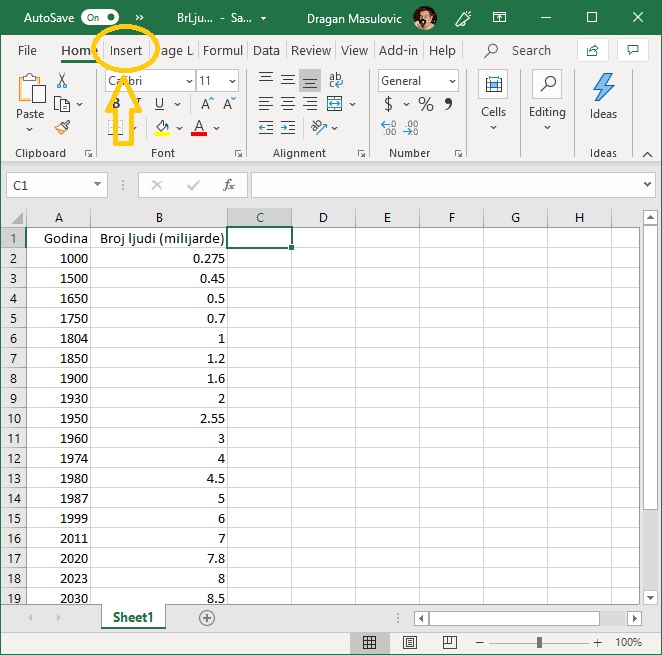 AutoSave On » BrLju... - Sa... Dragan Masulovic
File Home Insert age L Formul Data Review View Add-in Help Search
Calibri 11 General
Paste B U $ % Cells Editing Ideas
Clipboard Font Alignment Number Ideas
C1 fx
A B C D E F G H
1 Godina Broj ljudi (milijarde)
2 1000 0.275
3 1500 0.45
4 1650 0.5
5 1750 0.7
6 1804 1
7 1850 1.2
8 1900 1.6
9 1930 2
10 1950 2.55
11 1960 3
12 1974 4
13 1980 4.5
14 1987 5
15 1999 6
16 2011 7
17 2020 7.8
18 2023 8
19 2030 8.5
Sheet1
100%